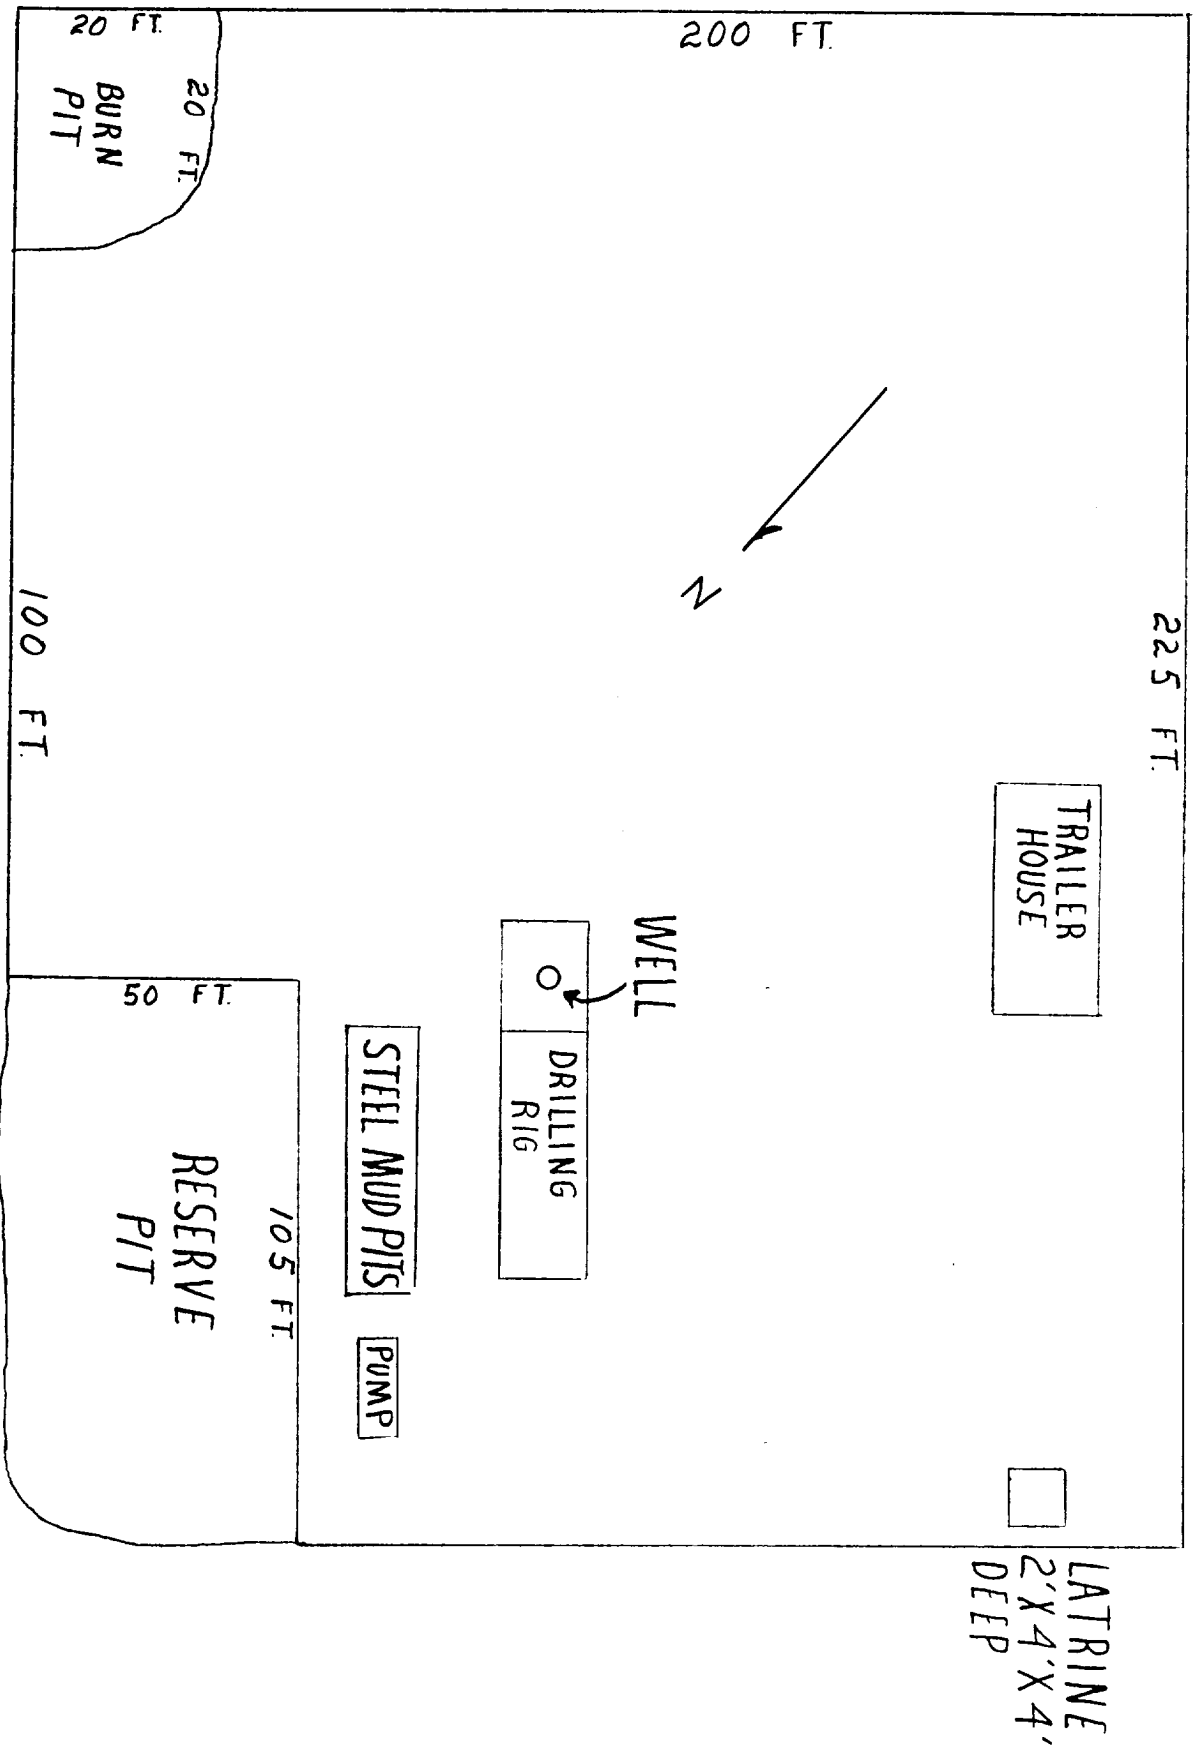 20 FT.
200 FT.
20 FT.
BURN
PIT
N
225 FT.
100 FT.
TRAILER
HOUSE
WELL
50 FT.
DRILLING
RIG
STEEL MUD PITS
105 FT.
RESERVE
PIT
PUMP
LATRINE
2'X4'X4'
DEEP